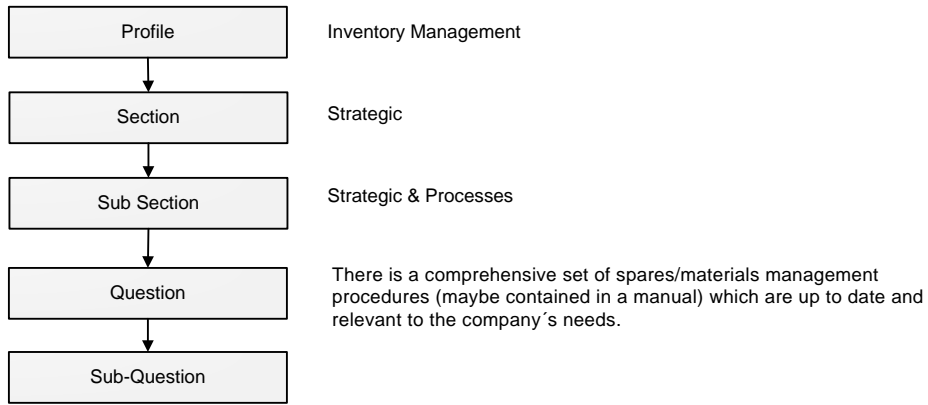 Profile
Inventory Management
Section
Strategic
Sub Section
Strategic & Processes
Question
There is a comprehensive set of spares/materials management
procedures (maybe contained in a manual) which are up to date and
relevant to the company´s needs.
Sub-Question